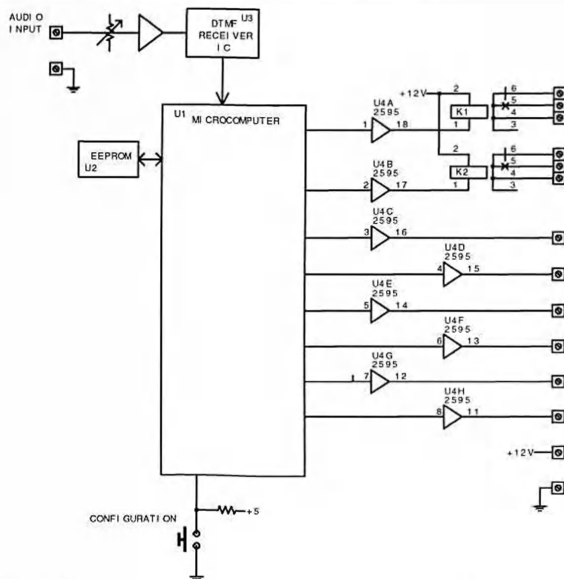 AUDIO
INPUT
U3
DTMF
RECEIVER
IC
U1 MICROCOMPUTER
EEPROM
U2
+12V
U4A
2595
1 18
2
K1
1
6
5
4
3
U4B
2595
2 17
2
K2
1
6
5
4
3
U4C
2595
3 16
U4D
2595
4 15
U4E
2595
5 14
U4F
2595
6 13
U4G
2595
7 12
U4H
2595
8 11
+12V
+5
CONFIGURATION